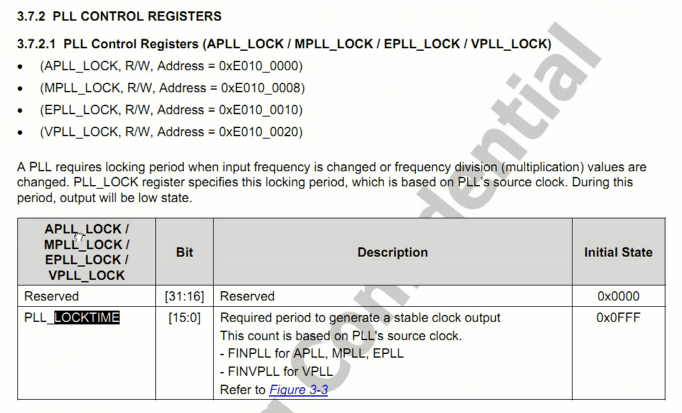 3.7.2 PLL CONTROL REGISTERS
3.7.2.1 PLL Control Registers (APLL_LOCK / MPLL_LOCK / EPLL_LOCK / VPLL_LOCK)
• (APLL_LOCK, R/W, Address = 0xE010_0000)
• (MPLL_LOCK, R/W, Address = 0xE010_0008)
• (EPLL_LOCK, R/W, Address = 0xE010_0010)
• (VPLL_LOCK, R/W, Address = 0xE010_0020)
A PLL requires locking period when input frequency is changed or frequency division (multiplication) values are
changed. PLL_LOCK register specifies this locking period, which is based on PLL's source clock. During this
period, output will be low state.
APLL_LOCK /
MPLL_LOCK /
EPLL_LOCK /
VPLL_LOCK
Bit
Description
Initial State
Reserved [31:16] Reserved 0x0000
PLL_LOCKTIME [15:0] Required period to generate a stable clock output 0x0FFF
This count is based on PLL's source clock.
- FINPLL for APLL, MPLL, EPLL
- FINVPLL for VPLL
Refer to Figure 3-3